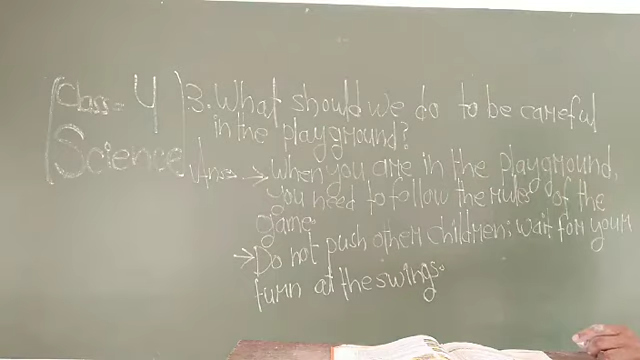 Class-4
Science
3. What should we do to be careful
in the playground?
Ans → When you are in the playground,
you need to follow the rules of the
game.
→ Do not push other children; wait for your
turn at the swings.